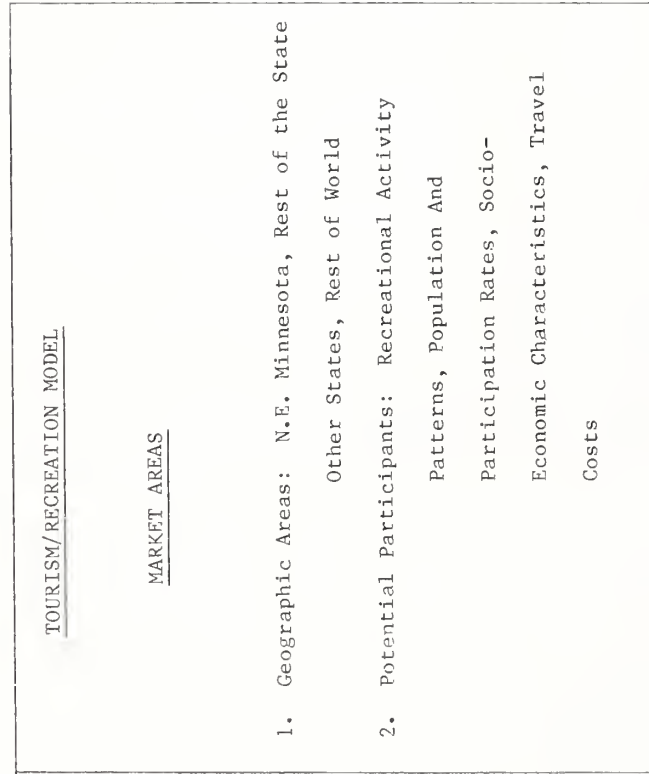 TOURISM/RECREATION MODEL
MARKET AREAS
1. Geographic Areas: N.E. Minnesota, Rest of the State
Other States, Rest of World
2. Potential Participants: Recreational Activity
Patterns, Population And
Participation Rates, Socio-
Economic Characteristics, Travel
Costs